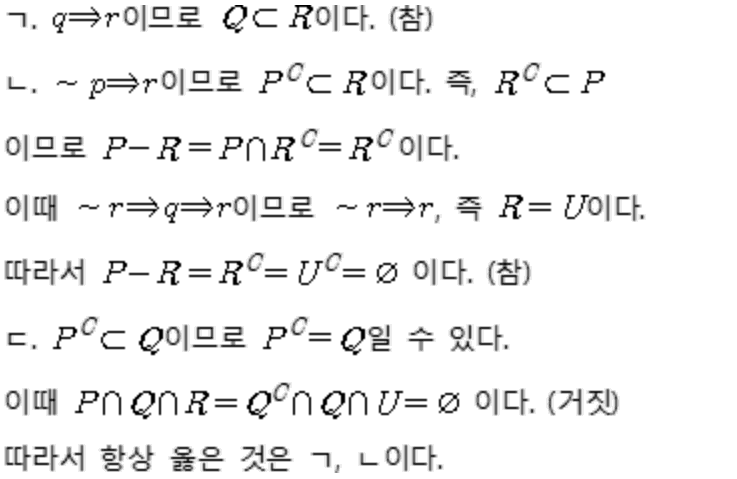 ㄱ. q⇒r이므로 Q⊂R이다. (참)
ㄴ. ~p⇒r이므로 P^C⊂R이다. 즉, R^C⊂P
이므로 P-R=P∩R^C=R^C이다.
이때 ~r⇒q⇒r이므로 ~r⇒r, 즉 R=U이다.
따라서 P-R=R^C=U^C=∅ 이다. (참)
ㄷ. P^C⊂Q이므로 P^C=Q일 수 있다.
이때 P∩Q∩R=Q^C∩Q∩U=∅ 이다. (거짓)
따라서 항상 옳은 것은 ㄱ, ㄴ이다.